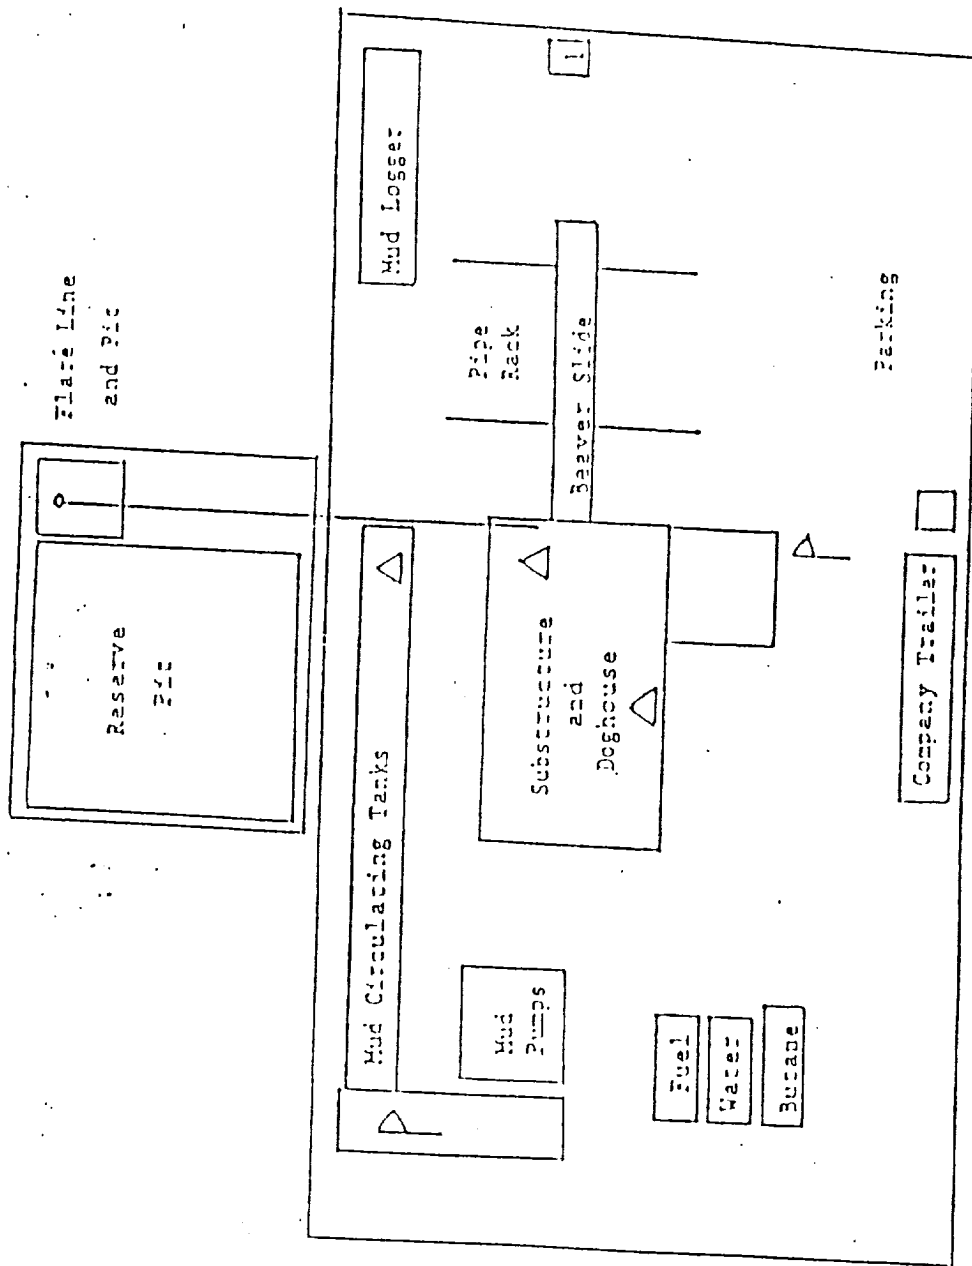 Flare Line
and Pit
Reserve
Pit
Mud Logger
1
Pipe
Rack
Beaver Slide
Parking
Mud Circulating Tanks
Substructure
and
Doghouse
Company Trailer
Mud
Pumps
Fuel
Water
Butane